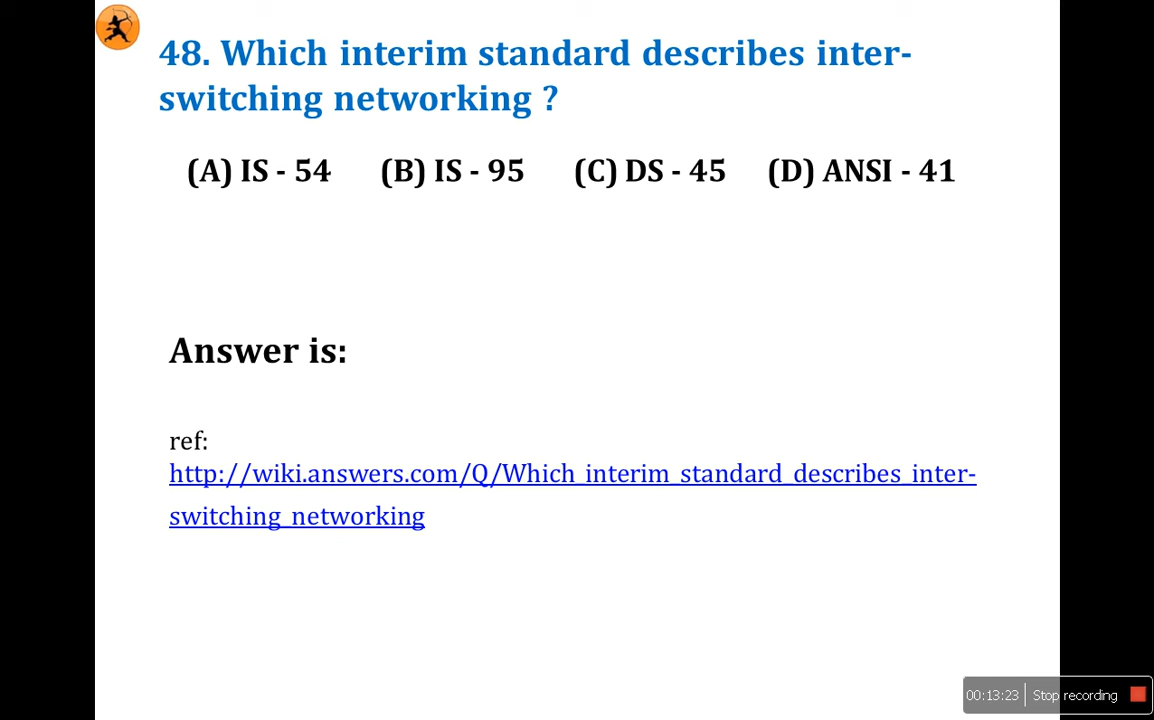 48. Which interim standard describes inter-
switching networking ?
(A) IS - 54 (B) IS - 95 (C) DS - 45 (D) ANSI - 41
Answer is:
ref:
http://wiki.answers.com/Q/Which_interim_standard_describes_inter-
switching_networking
00:13:23 Stop recording